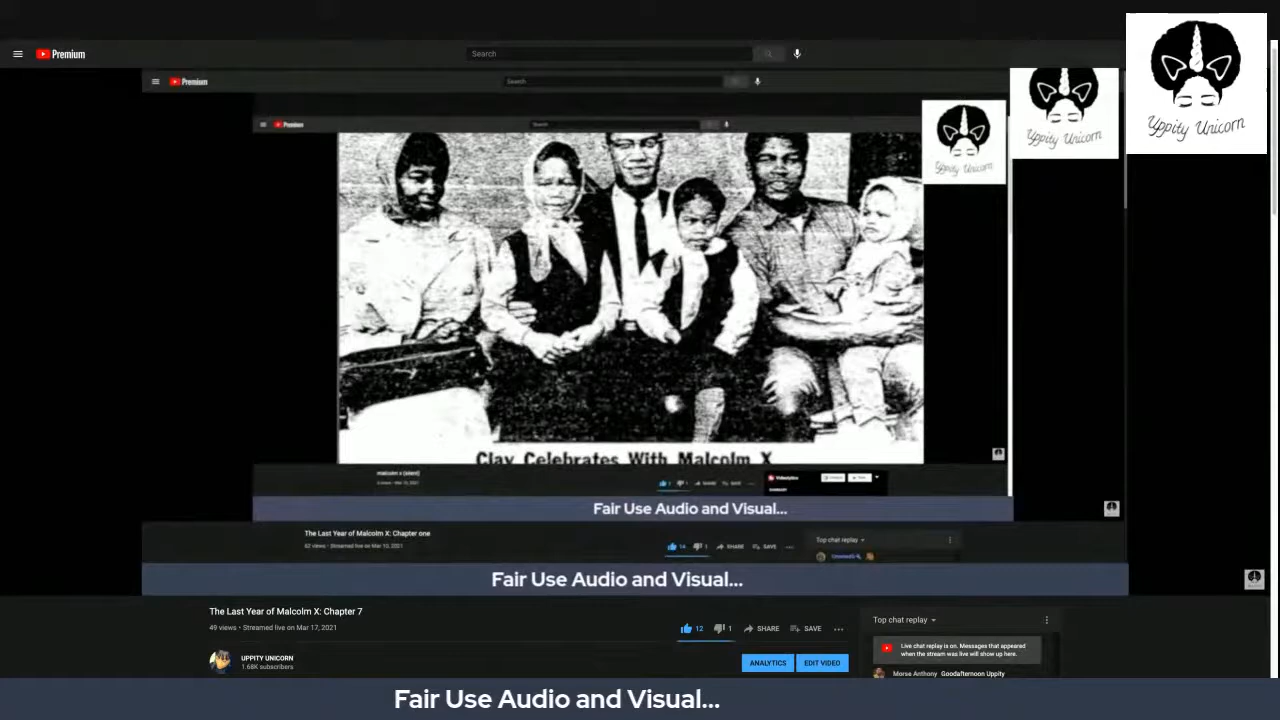 Premium
Search
Uppity Unicorn
Premium
Search
Uppity Unicorn
Premium
Search
Uppity Unicorn
Clay Celebrates With Malcolm X
malcolm x (silent)
SHARE
SAVE
Fair Use Audio and Visual...
The Last Year of Malcolm X: Chapter one
62 views • Streamed live on Mar 10, 2021
14
1
SHARE
SAVE
Top chat replay
Fair Use Audio and Visual...
The Last Year of Malcolm X: Chapter 7
49 views • Streamed live on Mar 17, 2021
12
1
SHARE
SAVE
Top chat replay
Live chat replay is on. Messages that appeared
when the stream was live will show up here.
UPPITY UNICORN
1.68K subscribers
ANALYTICS
EDIT VIDEO
Morse Anthony Goodafternoon Uppity
Fair Use Audio and Visual...